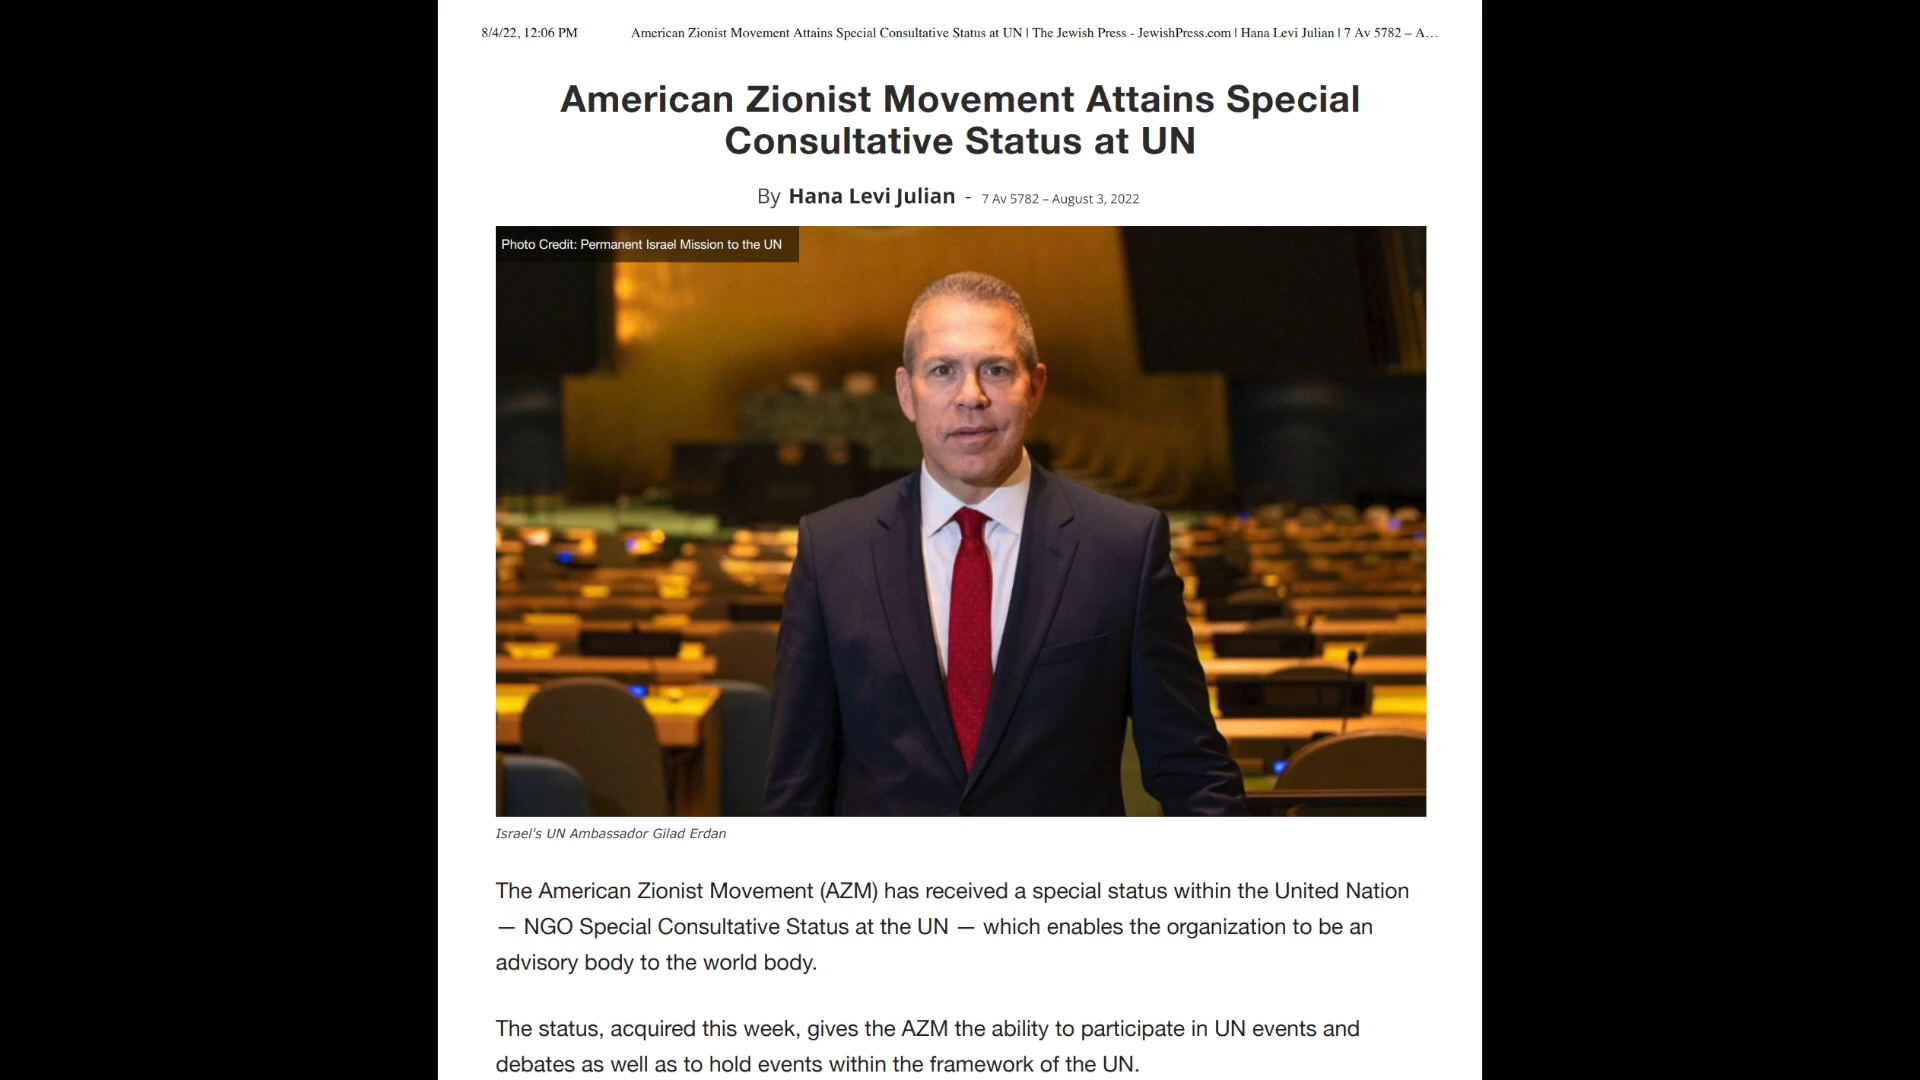 8/4/22, 12:06 PM American Zionist Movement Attains Special Consultative Status at UN | The Jewish Press - JewishPress.com | Hana Levi Julian | 7 Av 5782 – A…
American Zionist Movement Attains Special
Consultative Status at UN
By Hana Levi Julian - 7 Av 5782 – August 3, 2022
Photo Credit: Permanent Israel Mission to the UN
Israel's UN Ambassador Gilad Erdan
The American Zionist Movement (AZM) has received a special status within the United Nation
— NGO Special Consultative Status at the UN — which enables the organization to be an
advisory body to the world body.
The status, acquired this week, gives the AZM the ability to participate in UN events and
debates as well as to hold events within the framework of the UN.